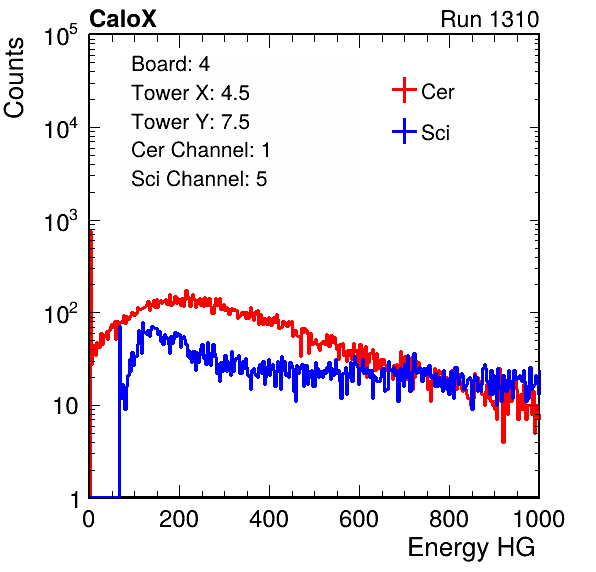 CaloX Run 1310
Counts
Board: 4
Tower X: 4.5
Tower Y: 7.5
Cer Channel: 1
Sci Channel: 5
Cer
Sci
10^5
10^4
10^3
10^2
10
1
0 200 400 600 800 1000
Energy HG